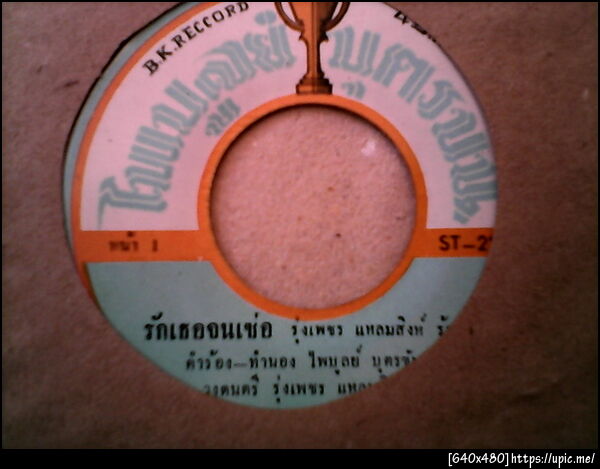 B.K.RECCORD
ไพบูลย์ บุตรขัน
หน้า 1 ST-2
รักเธอจนเซ่อ รุ่งเพชร แหลมสิงห์
คำร้อง-ทำนอง ไพบูลย์ บุตรขัน
วงดนตรี รุ่งเพชร แหลมสิง
[640x480]https://upic.me/